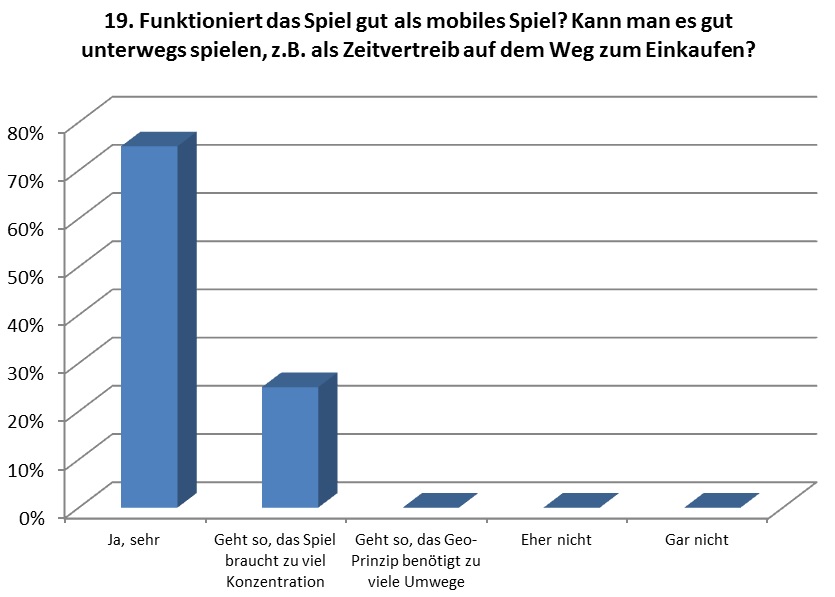 19. Funktioniert das Spiel gut als mobiles Spiel? Kann man es gut
unterwegs spielen, z.B. als Zeitvertreib auf dem Weg zum Einkaufen?
80%
70%
60%
50%
40%
30%
20%
10%
0%
Ja, sehr
Geht so, das Spiel
braucht zu viel
Konzentration
Geht so, das Geo-
Prinzip benötigt zu
viele Umwege
Eher nicht
Gar nicht